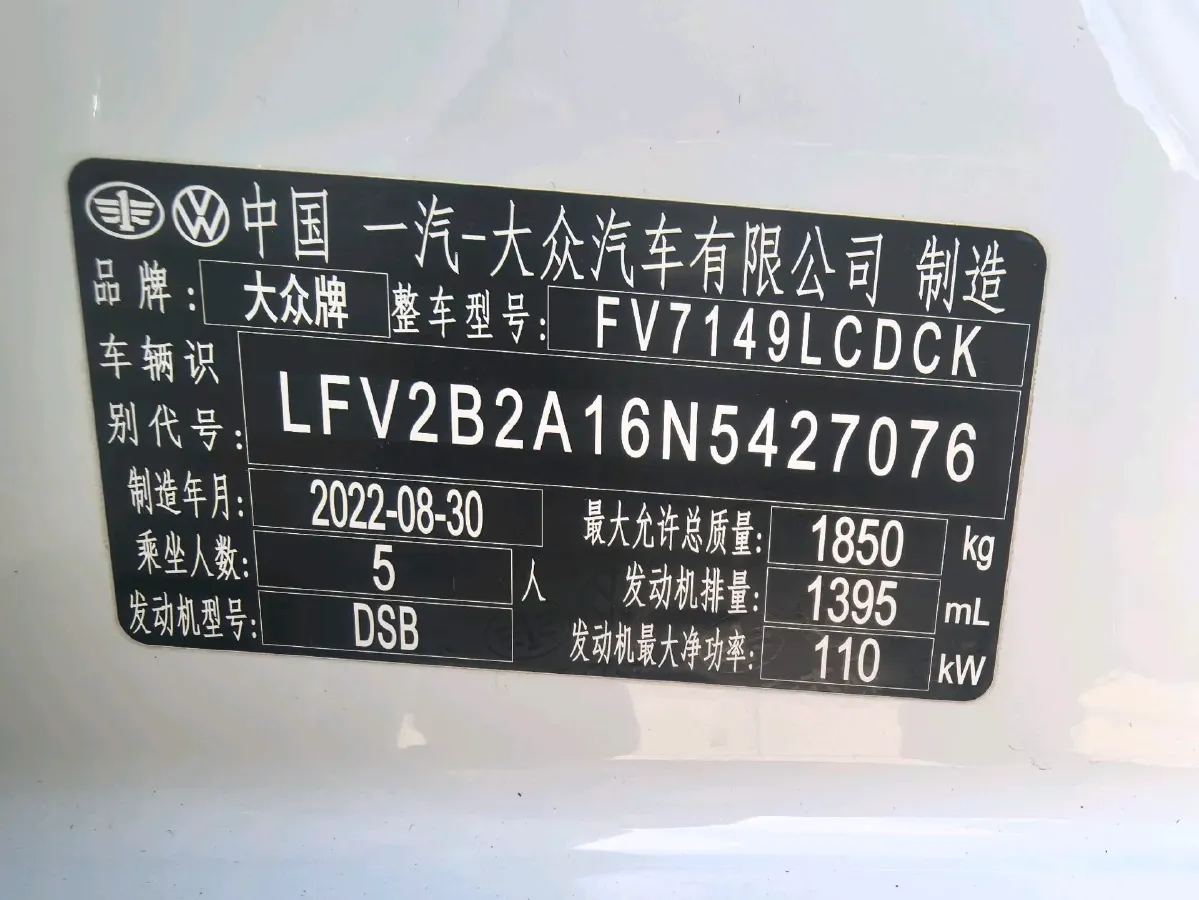 中国 一汽-大众汽车有限公司 制造
品牌: 大众牌 整车型号: FV7149LCDCK
车辆识别代号: LFV2B2A16N5427076
制造年月: 2022-08-30 最大允许总质量: 1850 kg
乘坐人数: 5 人 发动机排量: 1395 mL
发动机型号: DSB 发动机最大净功率: 110 kW